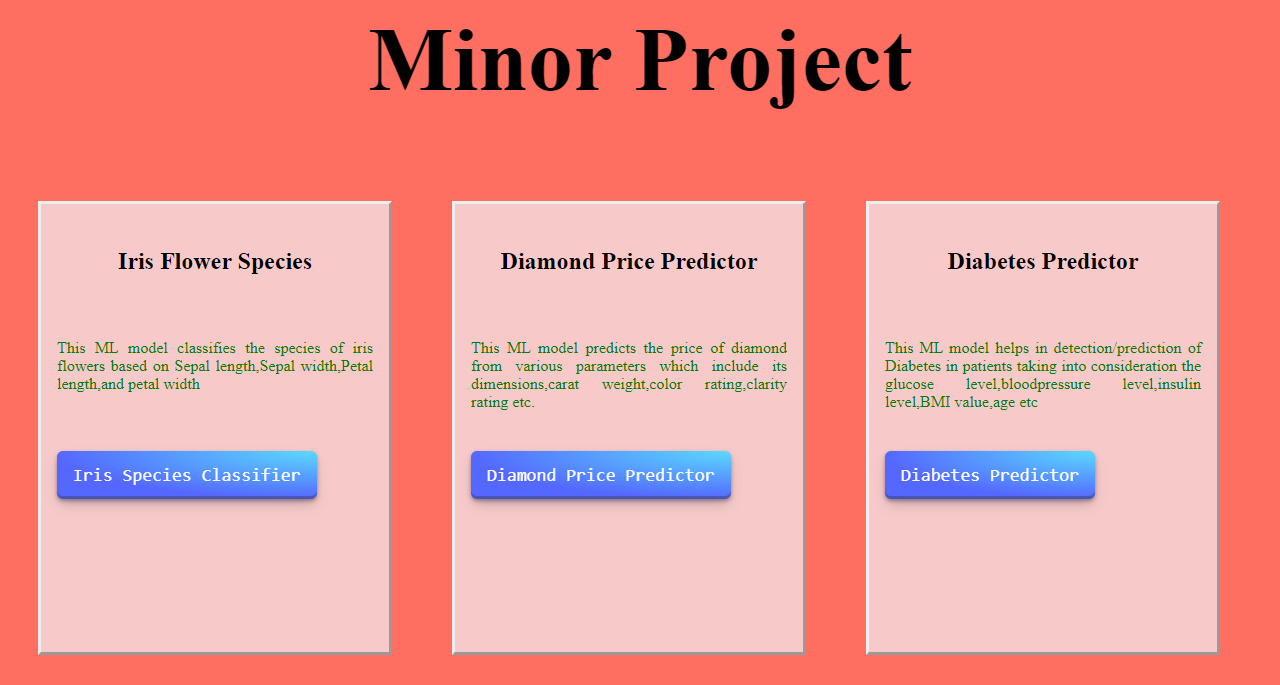 Minor Project
Iris Flower Species
This ML model classifies the species of iris
flowers based on Sepal length,Sepal width,Petal
length,and petal width
Iris Species Classifier
Diamond Price Predictor
This ML model predicts the price of diamond
from various parameters which include its
dimensions,carat weight,color rating,clarity
rating etc.
Diamond Price Predictor
Diabetes Predictor
This ML model helps in detection/prediction of
Diabetes in patients taking into consideration the
glucose level,bloodpressure level,insulin
level,BMI value,age etc
Diabetes Predictor